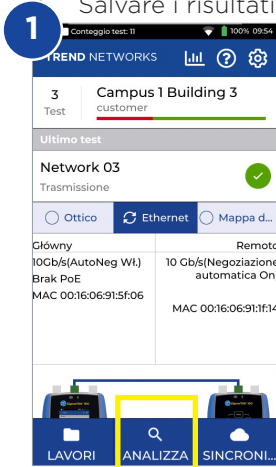 Salvare i risultati
1
Conteggio test: 11
100% 09:54
TREND NETWORKS
3
Test
Campus 1 Building 3
customer
Ultimo test
Network 03
Trasmissione
Ottico
Ethernet
Mappa d...
Główny
Remoto
10Gb/s(AutoNeg Wł.)
10 Gb/s(Negoziazione
Brak PoE
automatica On
MAC 00:16:06:91:5f:06
MAC 00:16:06:91:1f:14
LAVORI
ANALIZZA
SINCRONI...